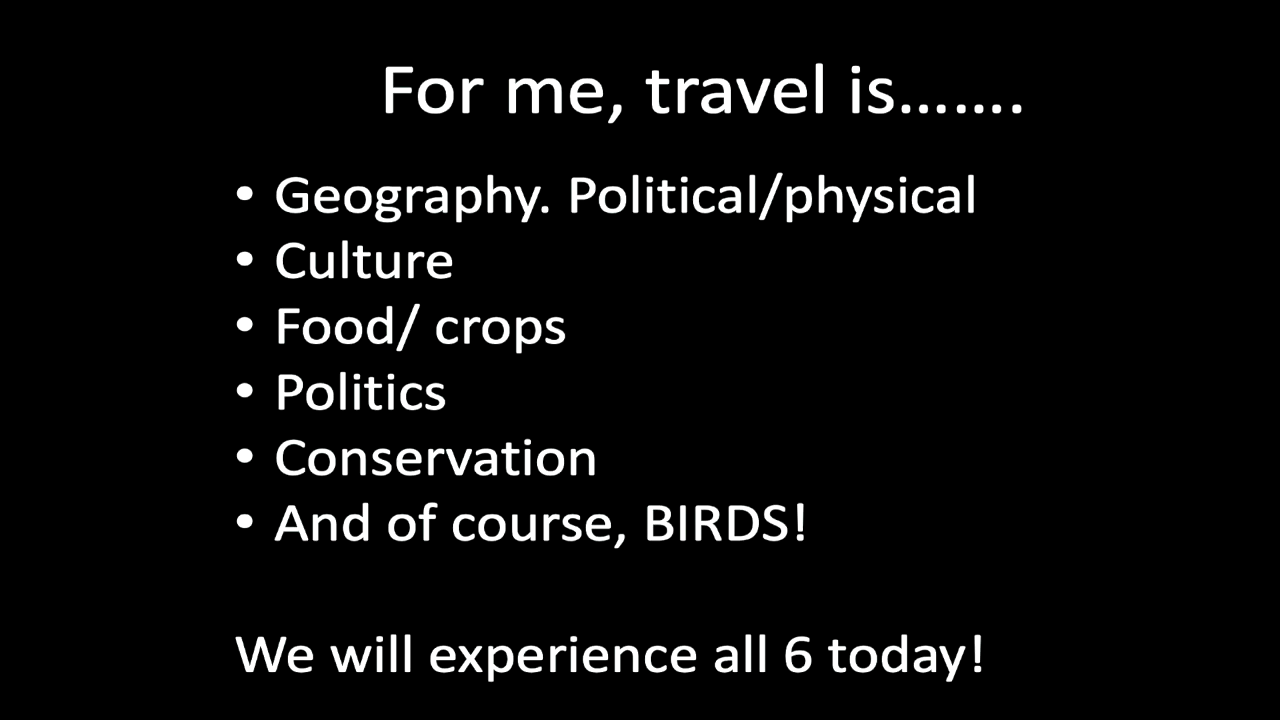 For me, travel is…….
• Geography. Political/physical
• Culture
• Food/ crops
• Politics
• Conservation
• And of course, BIRDS!
We will experience all 6 today!